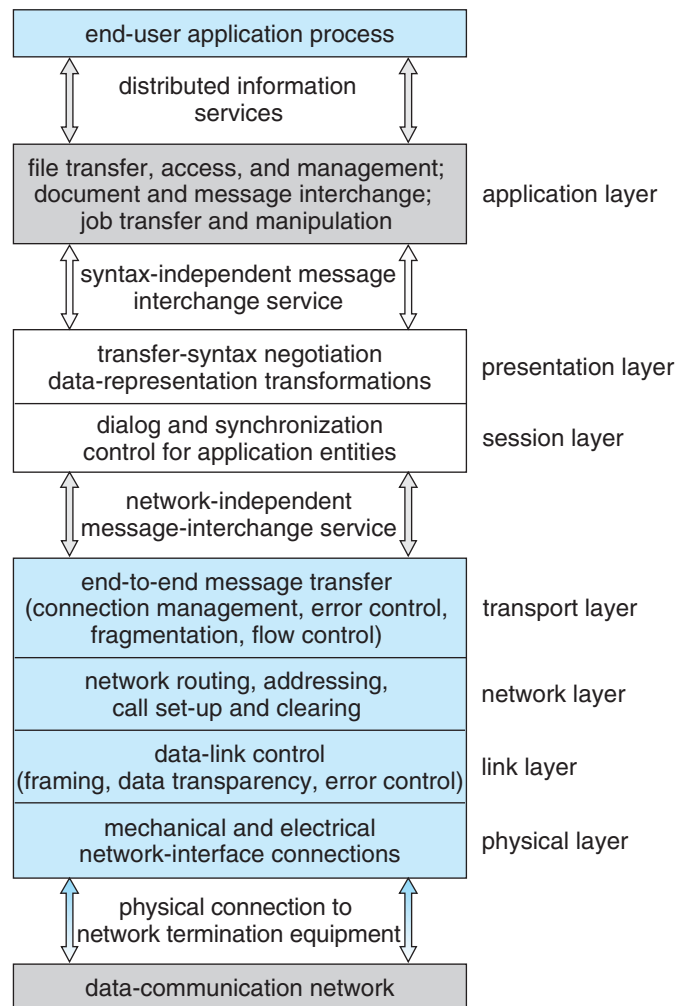 end-user application process
distributed information
services
file transfer, access, and management;
document and message interchange;
job transfer and manipulation
application layer
syntax-independent message
interchange service
transfer-syntax negotiation
data-representation transformations
presentation layer
dialog and synchronization
control for application entities
session layer
network-independent
message-interchange service
end-to-end message transfer
(connection management, error control,
fragmentation, flow control)
transport layer
network routing, addressing,
call set-up and clearing
network layer
data-link control
(framing, data transparency, error control)
link layer
mechanical and electrical
network-interface connections
physical layer
physical connection to
network termination equipment
data-communication network